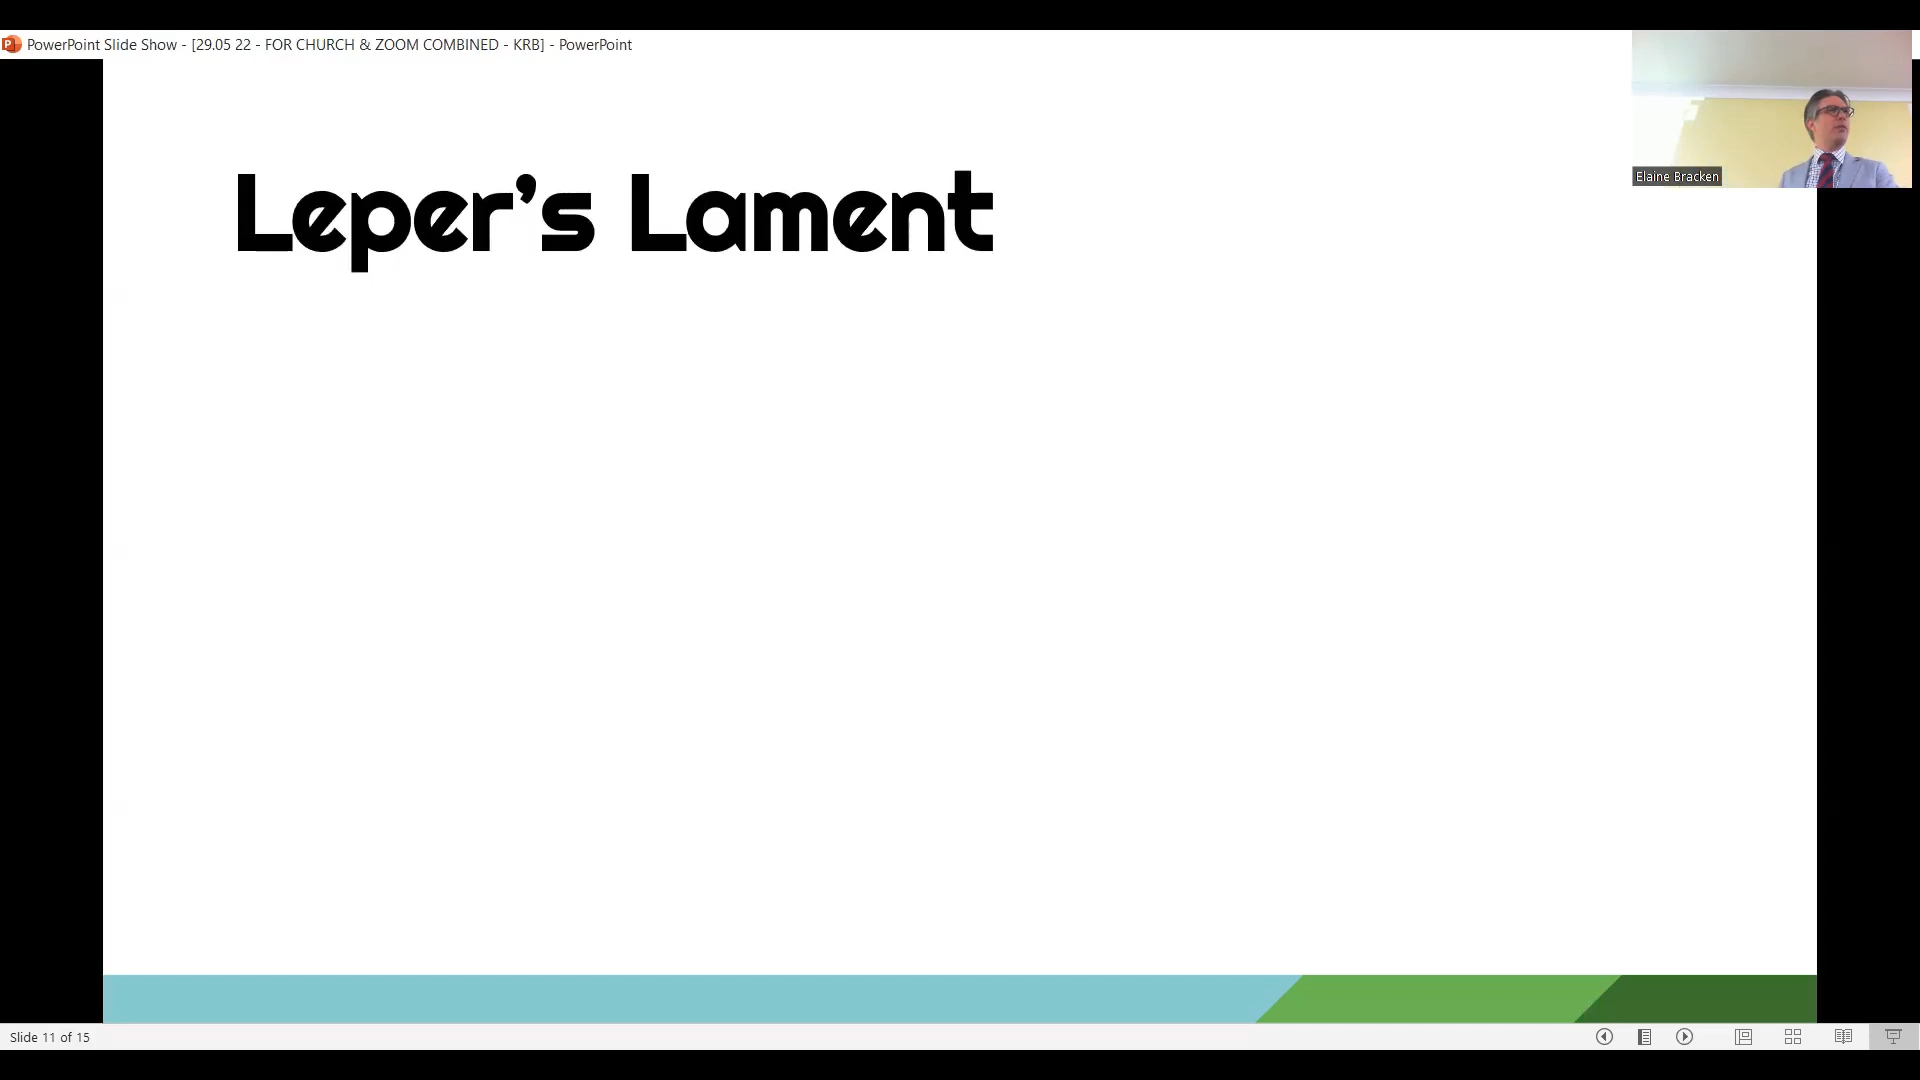 PowerPoint Slide Show - [29.05 22 - FOR CHURCH & ZOOM COMBINED - KRB] - PowerPoint
Elaine Bracken
Leper’s Lament
Slide 11 of 15